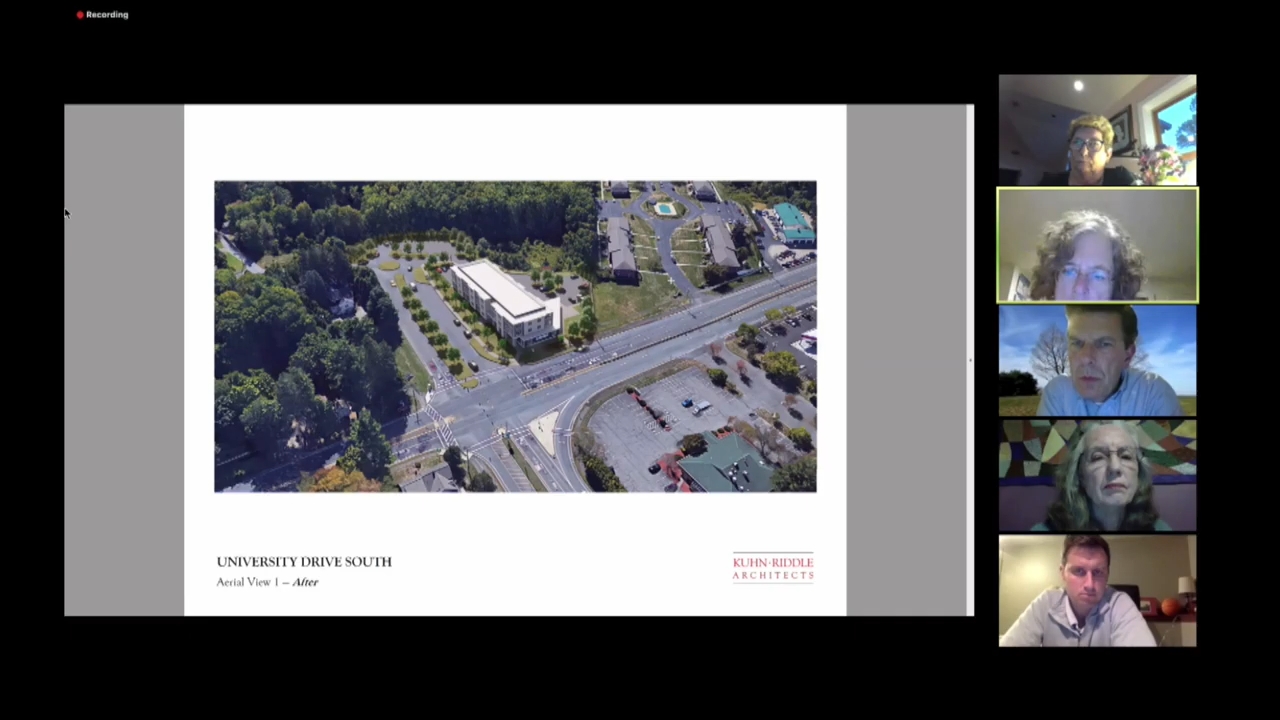 Recording
UNIVERSITY DRIVE SOUTH
Aerial View 1 – After
KUHN·RIDDLE
ARCHITECTS